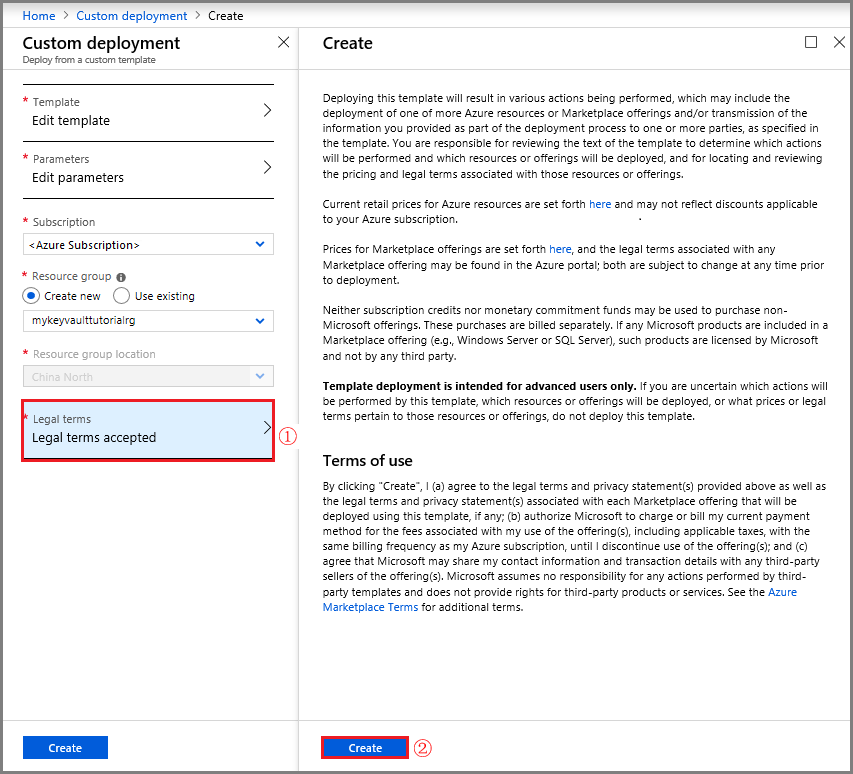 Home > Custom deployment > Create
Custom deployment
Deploy from a custom template
* Template
Edit template
* Parameters
Edit parameters
* Subscription
<Azure Subscription>
* Resource group
Create new Use existing
mykeyvaulttutorialrg
* Resource group location
China North
* Legal terms
Legal terms accepted
①
Create
Create
Deploying this template will result in various actions being performed, which may include the
deployment of one of more Azure resources or Marketplace offerings and/or transmission of the
information you provided as part of the deployment process to one or more parties, as specified in
the template. You are responsible for reviewing the text of the template to determine which actions
will be performed and which resources or offerings will be deployed, and for locating and reviewing
the pricing and legal terms associated with those resources or offerings.
Current retail prices for Azure resources are set forth here and may not reflect discounts applicable
to your Azure subscription.
Prices for Marketplace offerings are set forth here, and the legal terms associated with any
Marketplace offering may be found in the Azure portal; both are subject to change at any time prior
to deployment.
Neither subscription credits nor monetary commitment funds may be used to purchase non-
Microsoft offerings. These purchases are billed separately. If any Microsoft products are included in a
Marketplace offering (e.g., Windows Server or SQL Server), such products are licensed by Microsoft
and not by any third party.
Template deployment is intended for advanced users only. If you are uncertain which actions will
be performed by this template, which resources or offerings will be deployed, or what prices or legal
terms pertain to those resources or offerings, do not deploy this template.
Terms of use
By clicking "Create", I (a) agree to the legal terms and privacy statement(s) provided above as well as
the legal terms and privacy statement(s) associated with each Marketplace offering that will be
deployed using this template, if any; (b) authorize Microsoft to charge or bill my current payment
method for the fees associated with my use of the offering(s), including applicable taxes, with the
same billing frequency as my Azure subscription, until I discontinue use of the offering(s); and (c)
agree that Microsoft may share my contact information and transaction details with any third-party
sellers of the offering(s). Microsoft assumes no responsibility for any actions performed by third-
party templates and does not provide rights for third-party products or services. See the Azure
Marketplace Terms for additional terms.
Create ②